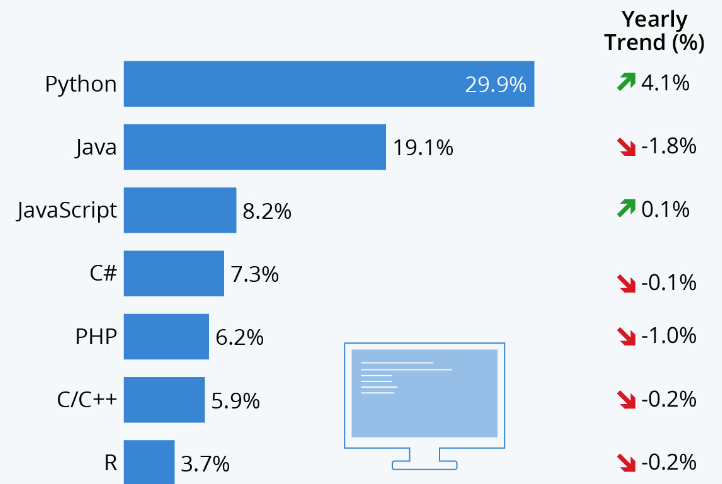 Yearly
Trend (%)
Python 29.9% 4.1%
Java 19.1% -1.8%
JavaScript 8.2% 0.1%
C# 7.3% -0.1%
PHP 6.2% -1.0%
C/C++ 5.9% -0.2%
R 3.7% -0.2%